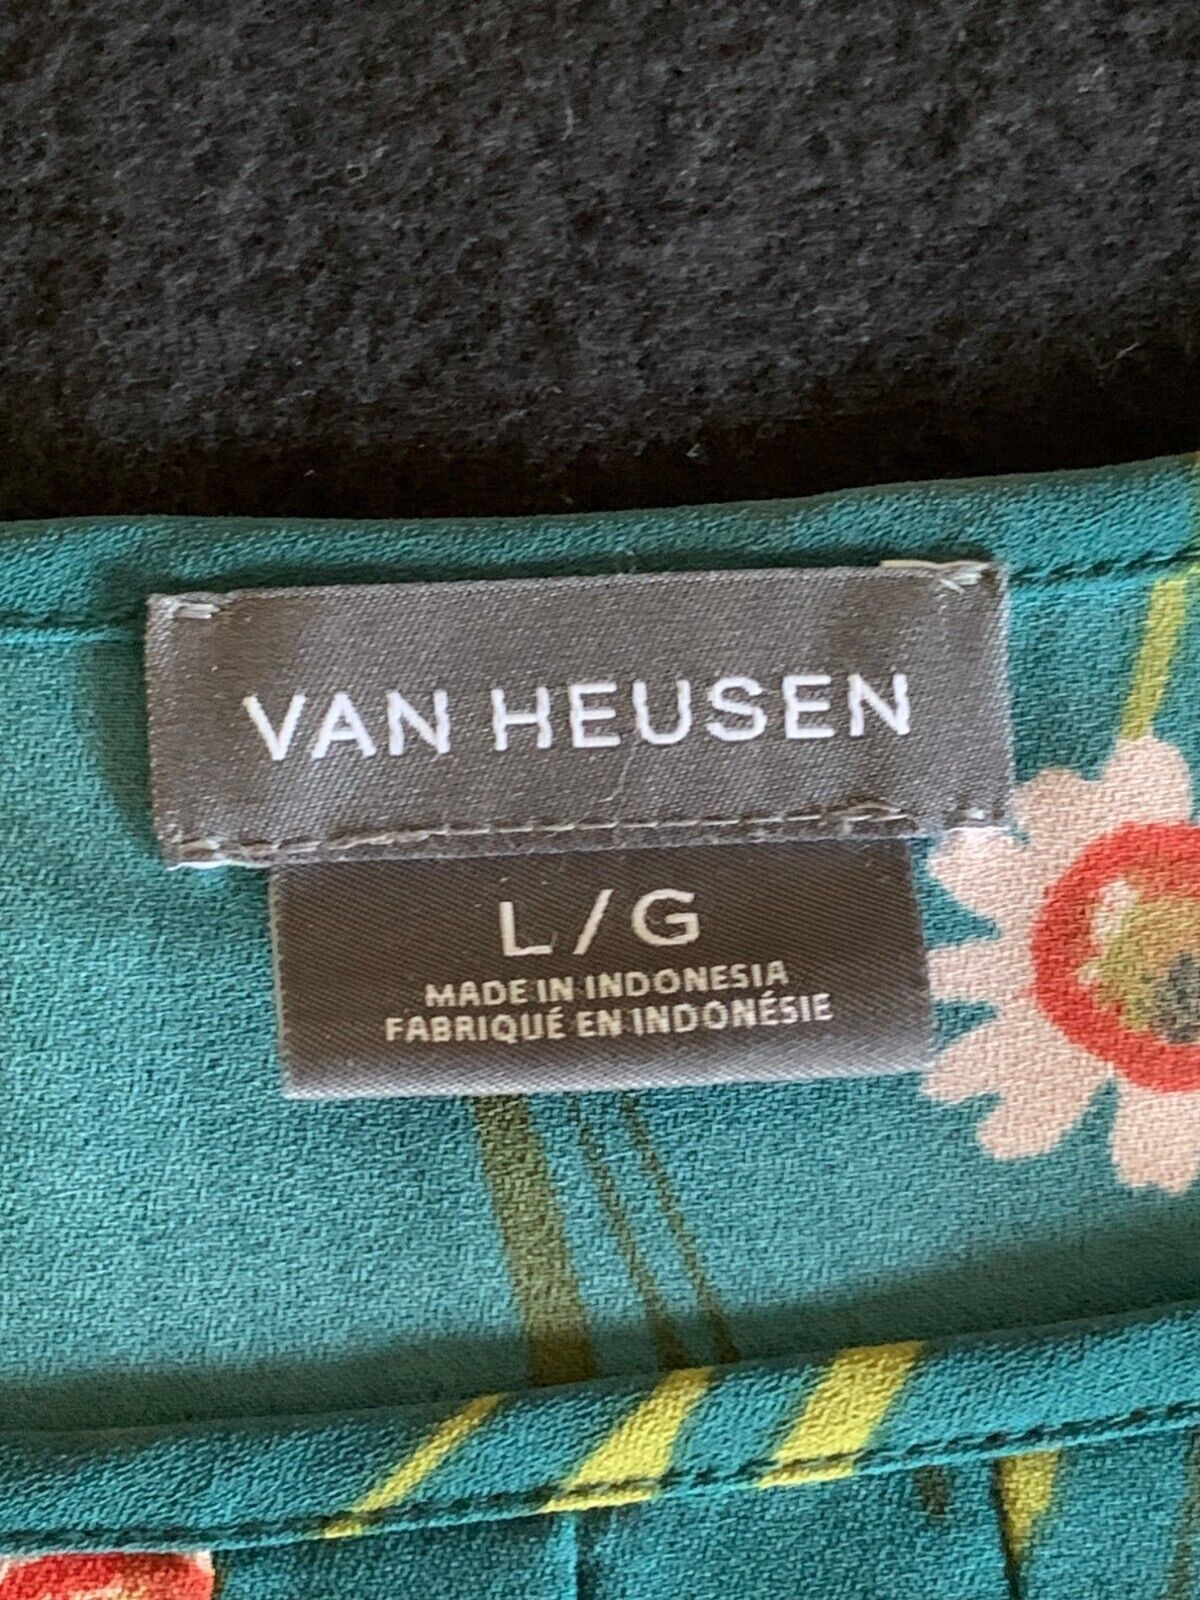 VAN HEUSEN
L/G
MADE IN INDONESIA
FABRIQUÉ EN INDONÉSIE